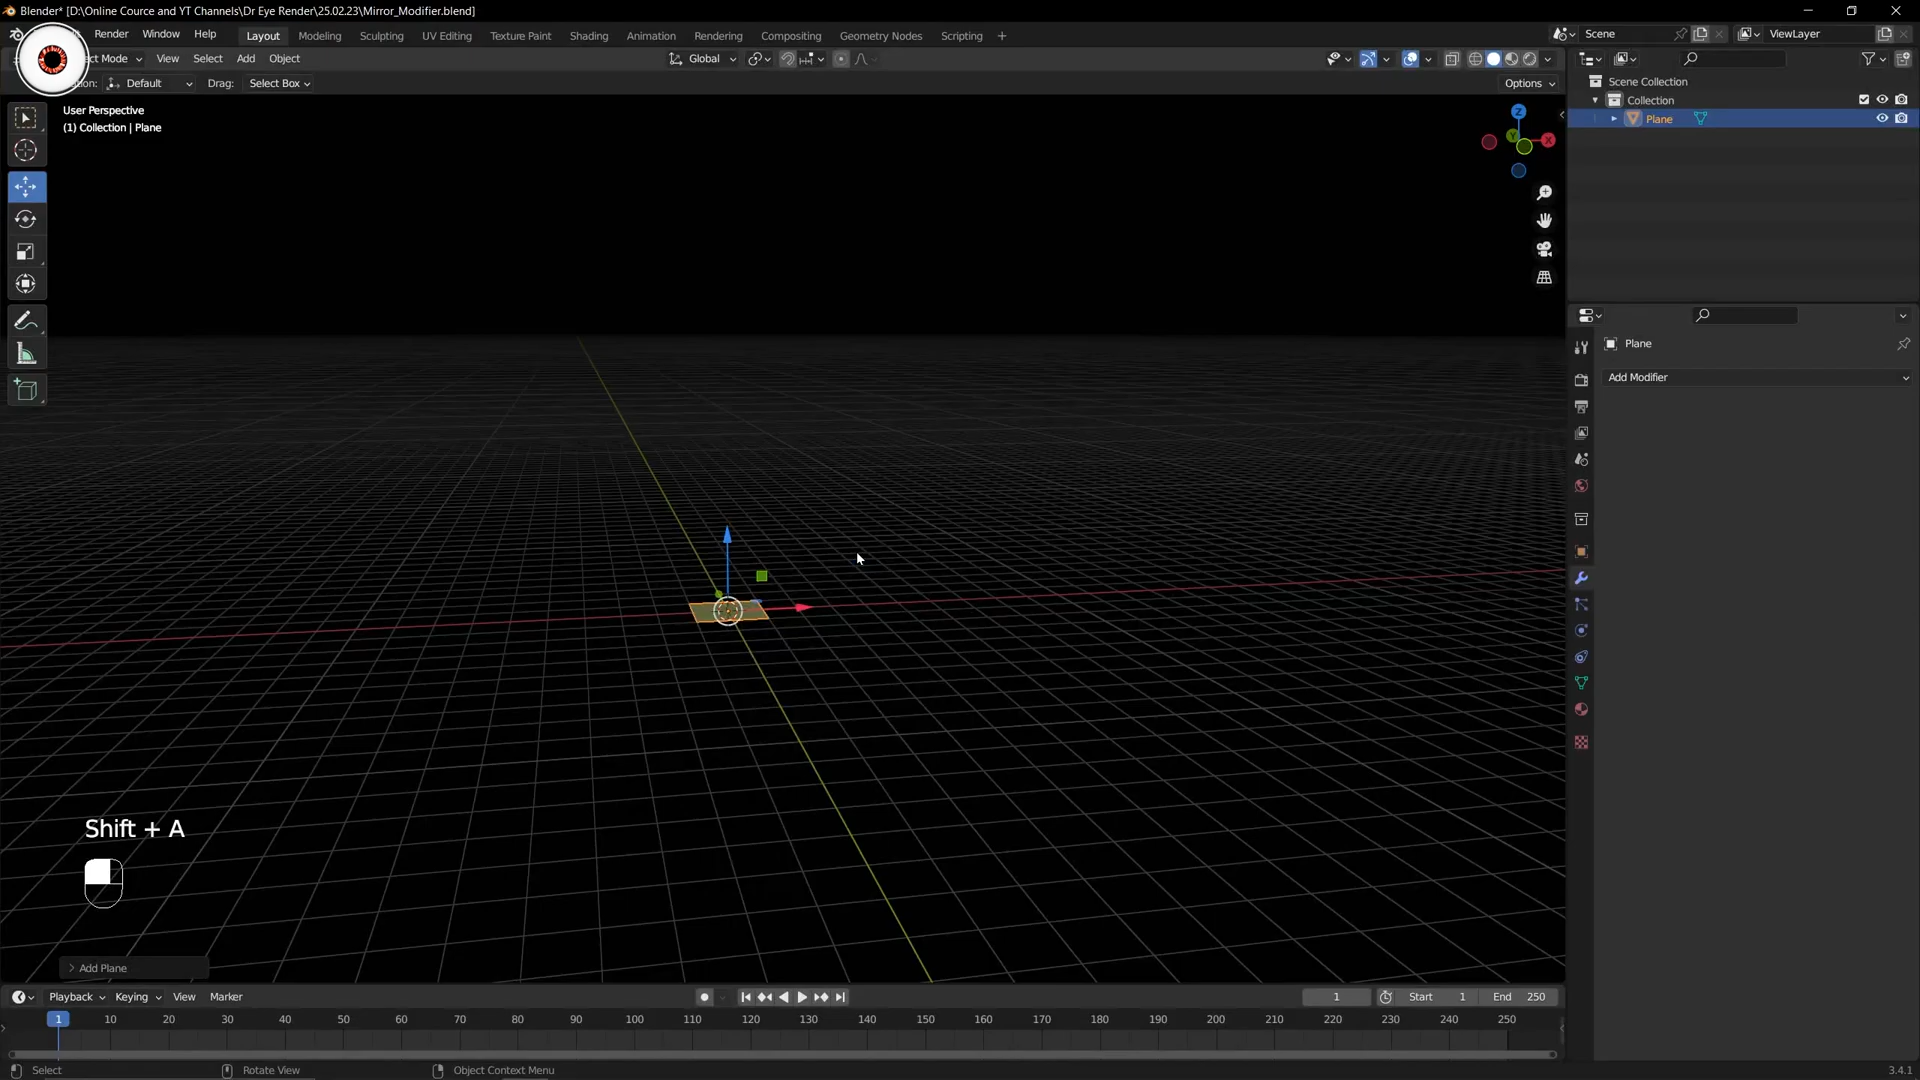 Blender* [D:\Online Cource and YT Channels\Dr Eye Render\25.02.23\Mirror_Modifier.blend]
Render Window Help Layout Modeling Sculpting UV Editing Texture Paint Shading Animation Rendering Compositing Geometry Nodes Scripting + Scene ViewLayer
ct Mode View Select Add Object Global
ion: Default Drag: Select Box Options
User Perspective
(1) Collection | Plane
Z
Y
X
Scene Collection
Collection
Plane
Plane
Add Modifier
Shift + A
> Add Plane
Playback Keying View Marker 1 Start 1 End 250
1 10 20 30 40 50 60 70 80 90 100 110 120 130 140 150 160 170 180 190 200 210 220 230 240 250
Select Rotate View Object Context Menu 3.4.1